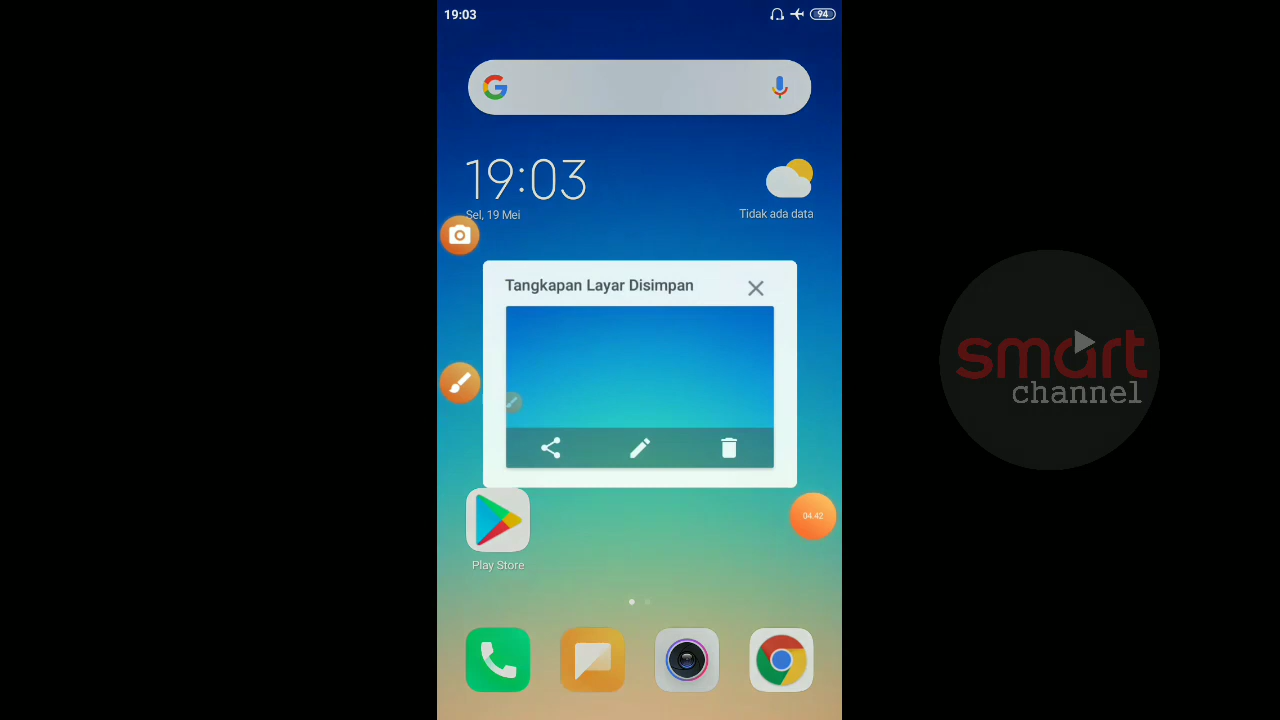 19:03
94
19:03
Sel, 19 Mei
Tidak ada data
Tangkapan Layar Disimpan
04.42
Play Store
smart
channel